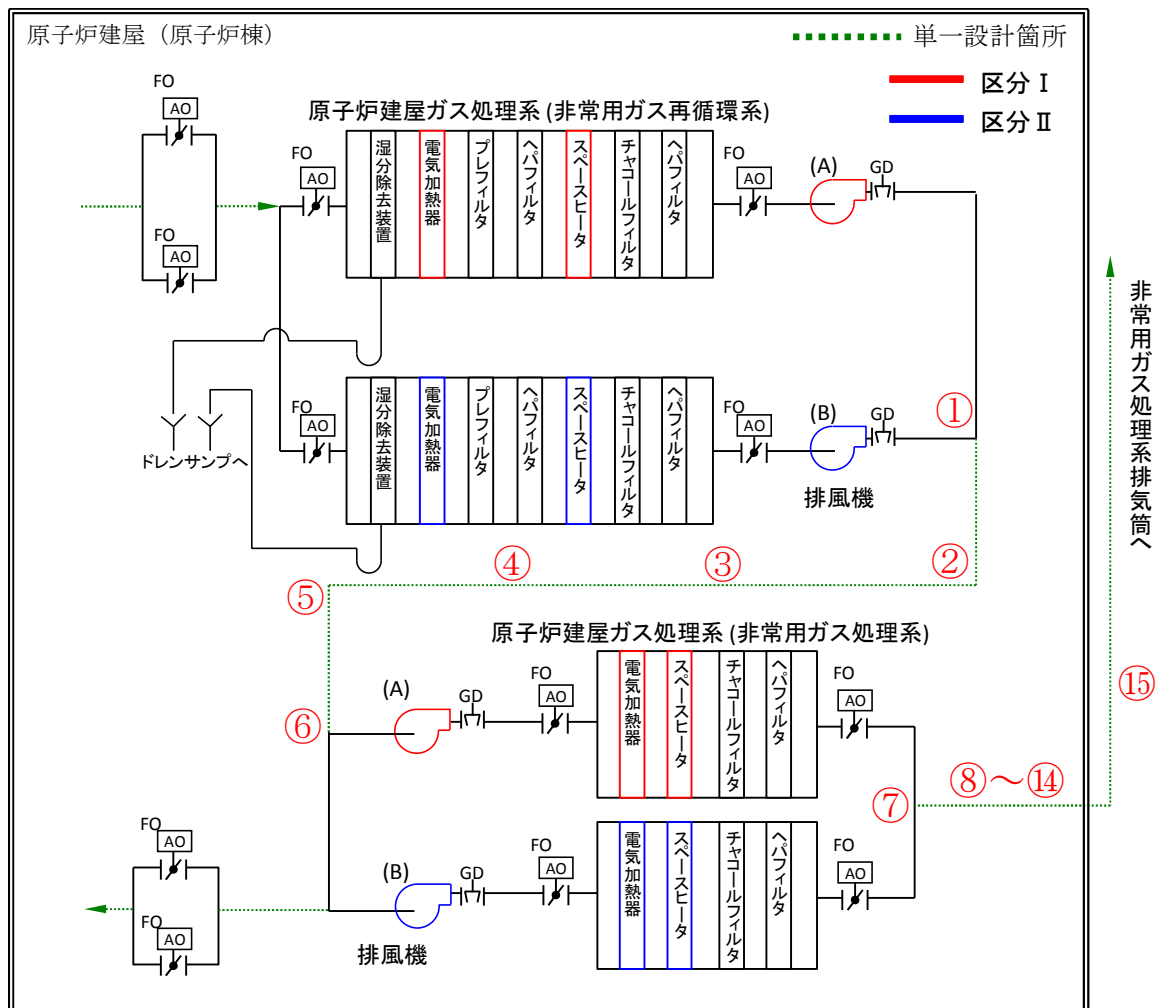 原子炉建屋（原子炉棟）
単一設計箇所
区分Ⅰ
区分Ⅱ
原子炉建屋ガス処理系 (非常用ガス再循環系)
FO
AO
FO
AO
FO
AO
湿分除去装置
電気加熱器
プレフィルタ
ヘパフィルタ
スペースヒータ
チャコールフィルタ
ヘパフィルタ
FO
AO
(A)
GD
FO
AO
湿分除去装置
電気加熱器
プレフィルタ
ヘパフィルタ
スペースヒータ
チャコールフィルタ
ヘパフィルタ
FO
AO
(B)
GD
排風機
ドレンサンプへ
①
②
③
④
⑤
⑥
原子炉建屋ガス処理系 (非常用ガス処理系)
(A)
GD
FO
AO
電気加熱器
スペースヒータ
チャコールフィルタ
ヘパフィルタ
FO
AO
⑦
⑧～⑭
⑮
非常用ガス処理系排気筒へ
(B)
GD
FO
AO
電気加熱器
スペースヒータ
チャコールフィルタ
ヘパフィルタ
FO
AO
排風機
FO
AO
FO
AO